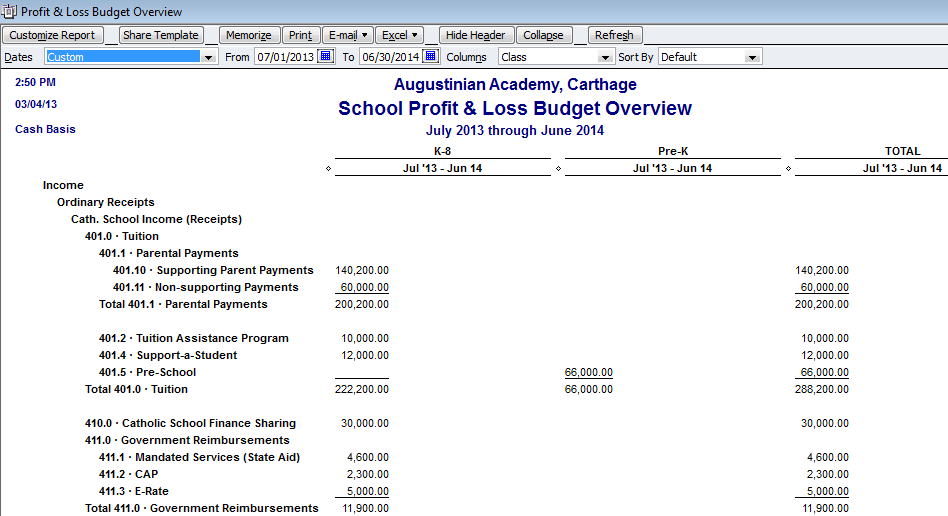 Profit & Loss Budget Overview
Customize Report Share Template Memorize Print E-mail Excel Hide Header Collapse Refresh
Dates Custom From 07/01/2013 To 06/30/2014 Columns Class Sort By Default
2:50 PM Augustinian Academy, Carthage
03/04/13 School Profit & Loss Budget Overview
Cash Basis July 2013 through June 2014
K-8 Pre-K TOTAL
Jul '13 - Jun 14 Jul '13 - Jun 14 Jul '13 - Jun 14
Income
Ordinary Receipts
Cath. School Income (Receipts)
401.0 · Tuition
401.1 · Parental Payments
401.10 · Supporting Parent Payments 140,200.00 140,200.00
401.11 · Non-supporting Payments 60,000.00 60,000.00
Total 401.1 · Parental Payments 200,200.00 200,200.00
401.2 · Tuition Assistance Program 10,000.00 10,000.00
401.4 · Support-a-Student 12,000.00 12,000.00
401.5 · Pre-School 66,000.00 66,000.00
Total 401.0 · Tuition 222,200.00 66,000.00 288,200.00
410.0 · Catholic School Finance Sharing 30,000.00 30,000.00
411.0 · Government Reimbursements
411.1 · Mandated Services (State Aid) 4,600.00 4,600.00
411.2 · CAP 2,300.00 2,300.00
411.3 · E-Rate 5,000.00 5,000.00
Total 411.0 · Government Reimbursements 11,900.00 11,900.00